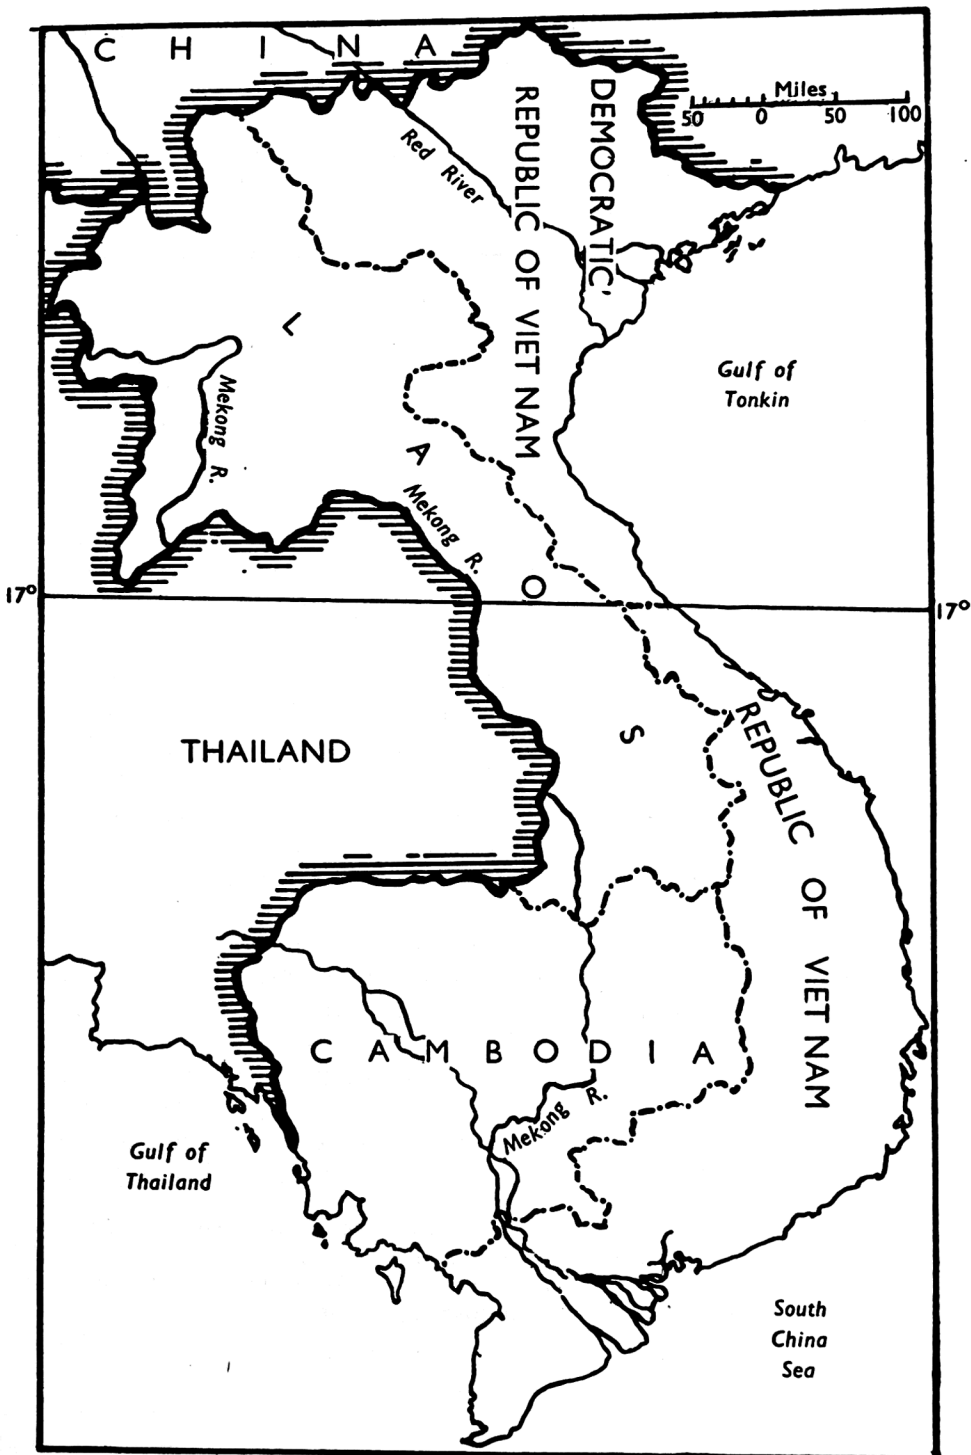 CHINA
Miles
50 0 50 100
DEMOCRATIC'
REPUBLIC OF VIET NAM
Red River
LAOS
Gulf of
Tonkin
Mekong R.
Mekong R.
17° 17°
THAILAND
REPUBLIC OF VIET NAM
CAMBODIA
Mekong R.
Gulf of
Thailand
South
China
Sea